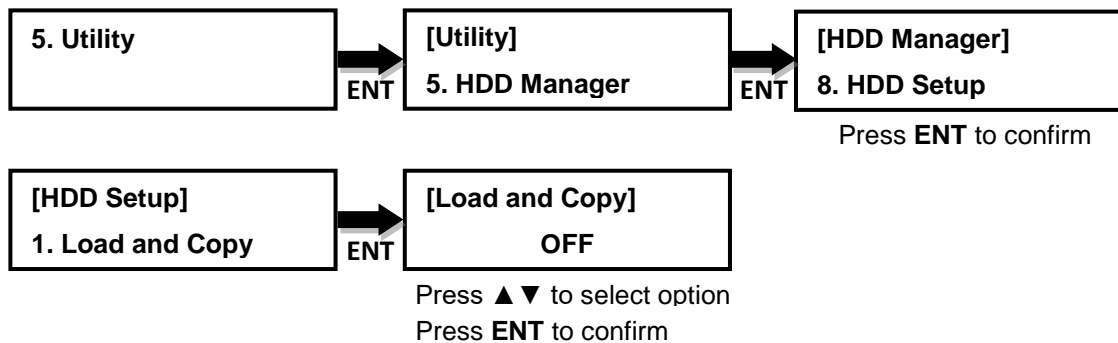 5. Utility
ENT
[Utility]
5. HDD Manager
ENT
[HDD Manager]
8. HDD Setup
Press ENT to confirm
[HDD Setup]
1. Load and Copy
ENT
[Load and Copy]
OFF
Press ▲▼ to select option
Press ENT to confirm